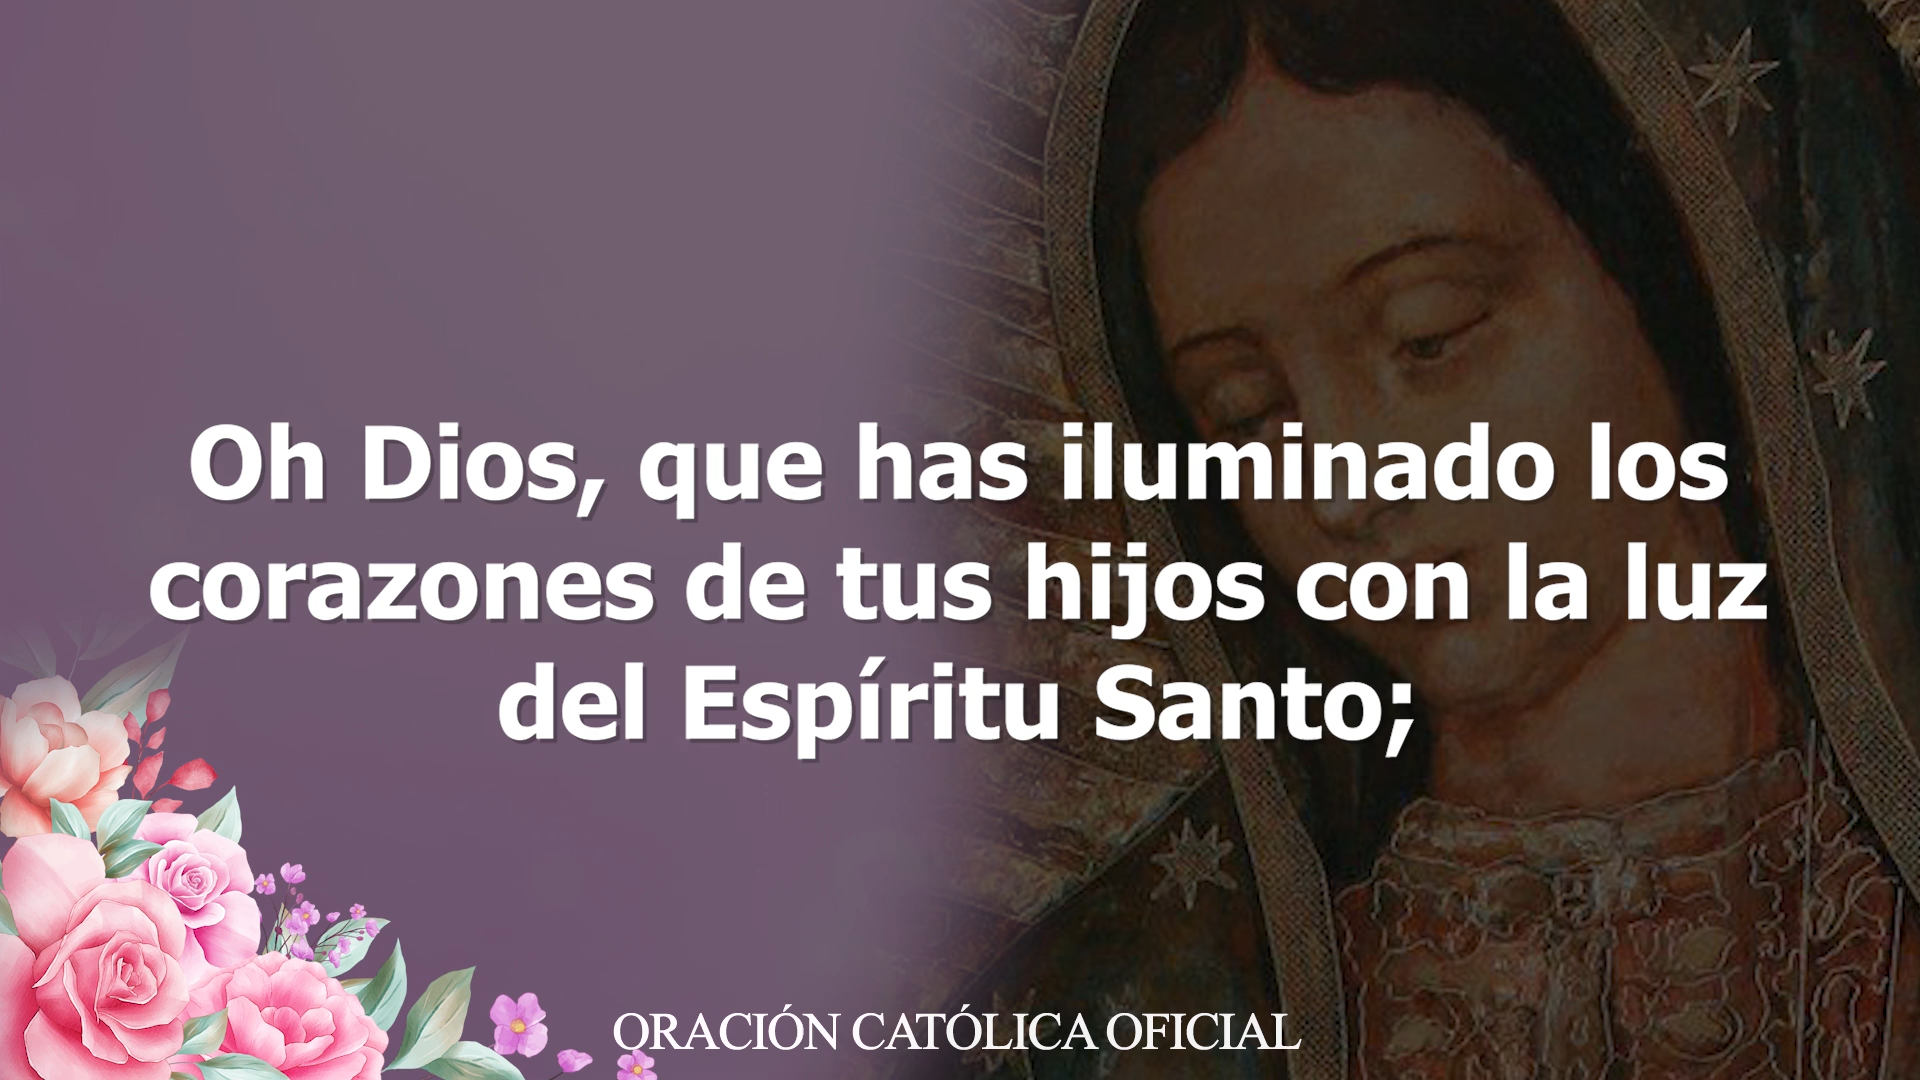 Oh Dios, que has iluminado los
corazones de tus hijos con la luz
del Espíritu Santo;
ORACIÓN CATÓLICA OFICIAL